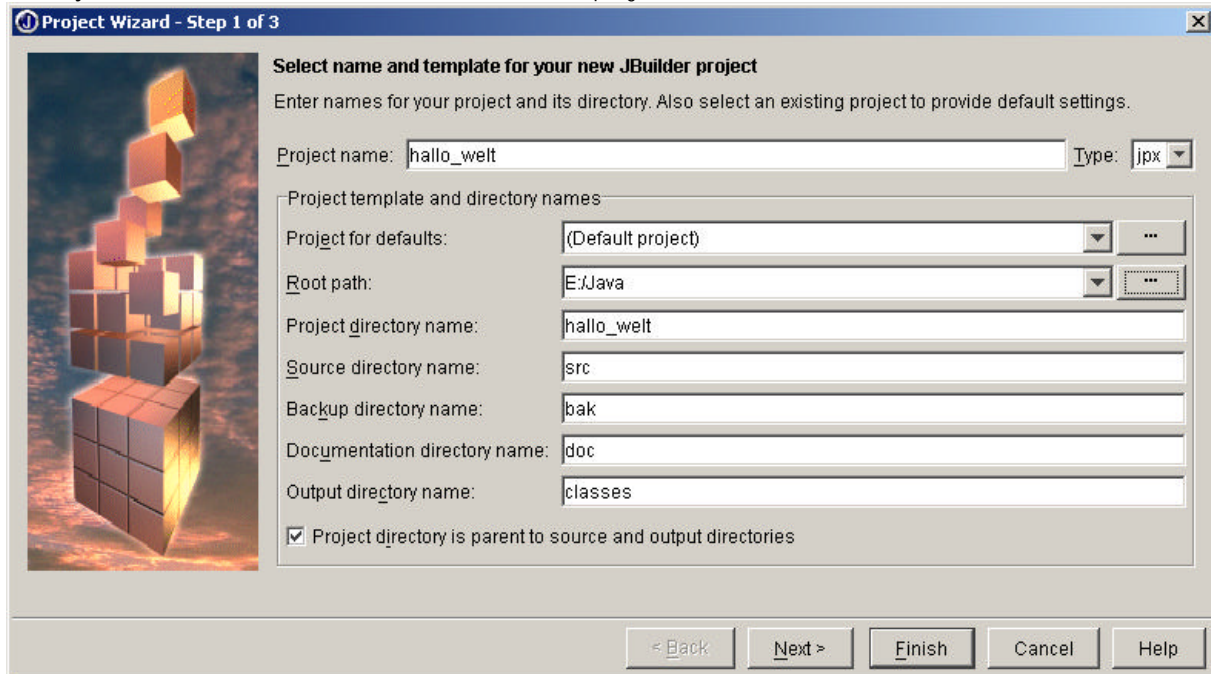 Project Wizard - Step 1 of 3
Select name and template for your new JBuilder project
Enter names for your project and its directory. Also select an existing project to provide default settings.
Project name: hallo_welt Type: jpx
Project template and directory names
Project for defaults: (Default project) ...
Root path: E:/Java ...
Project directory name: hallo_welt
Source directory name: src
Backup directory name: bak
Documentation directory name: doc
Output directory name: classes
Project directory is parent to source and output directories
< Back Next > Finish Cancel Help